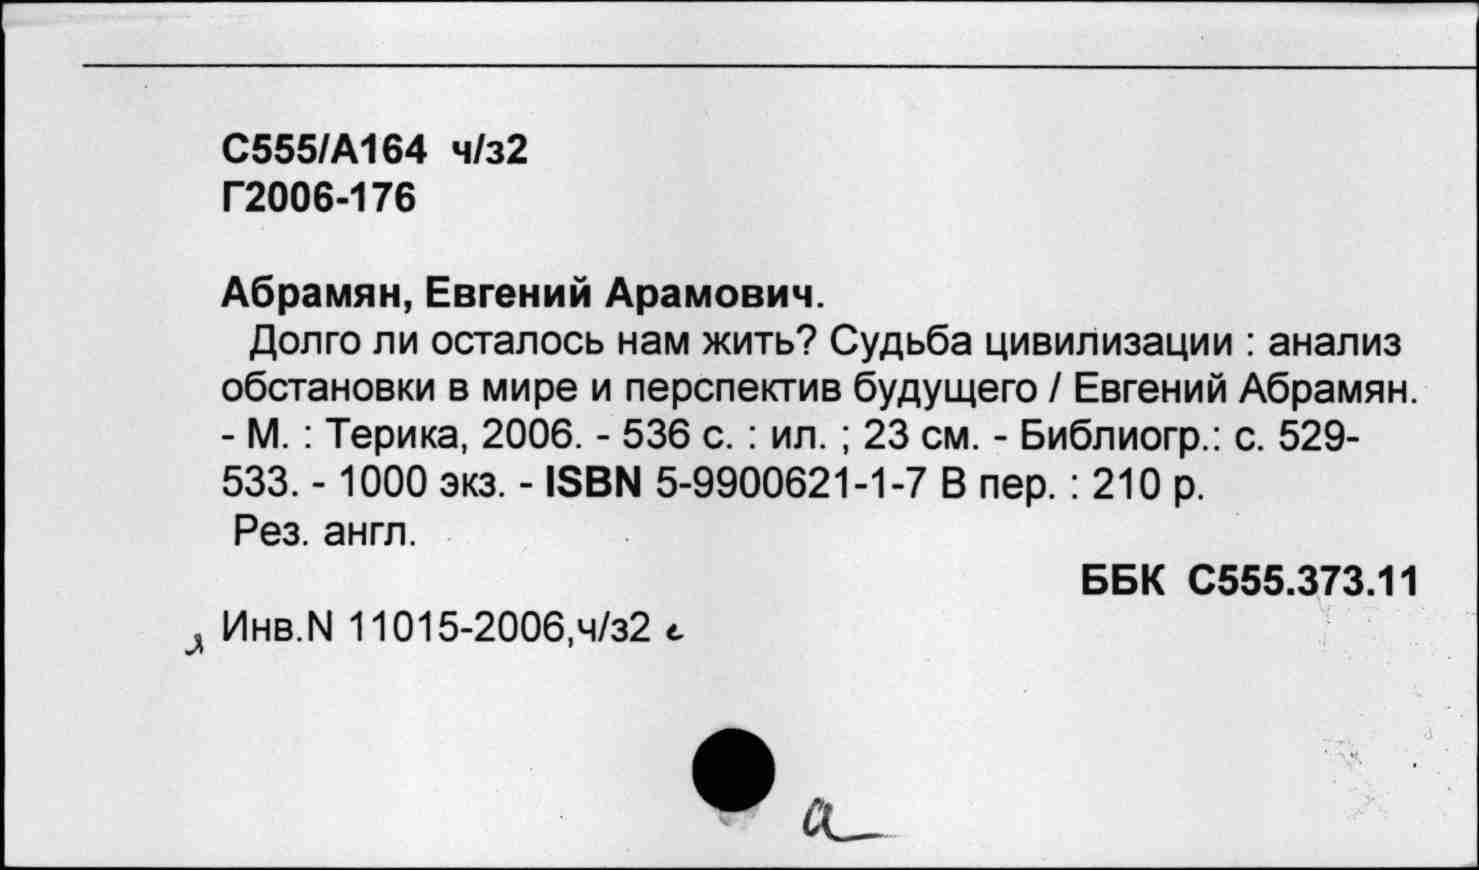 С555/А164 ч/з2
Г2006-176
Абрамян, Евгений Арамович.
Долго ли осталось нам жить? Судьба цивилизации : анализ
обстановки в мире и перспектив будущего / Евгений Абрамян.
- М. : Терика, 2006. - 536 с. : ил. ; 23 см. - Библиогр.: с. 529-
533. - 1000 экз. - ISBN 5-9900621-1-7 В пер. : 210 р.
Рез. англ.
ББК С555.373.11
Инв.N 11015-2006,ч/з2
а